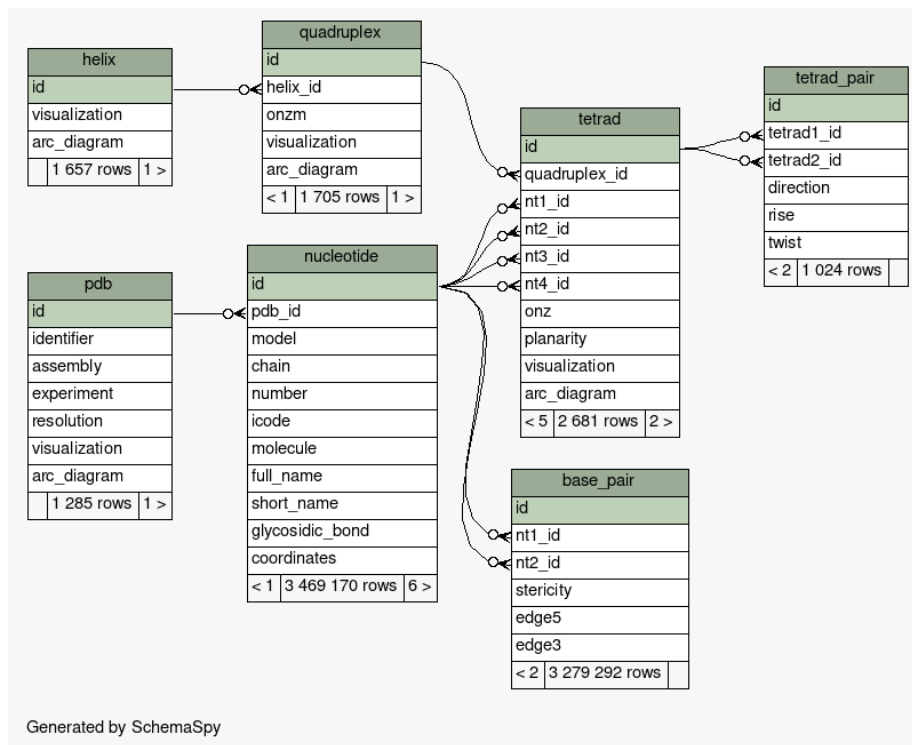 helix
id
visualization
arc_diagram
1 657 rows 1 >
quadruplex
id
helix_id
onzm
visualization
arc_diagram
< 1 1 705 rows 1 >
tetrad
id
quadruplex_id
nt1_id
nt2_id
nt3_id
nt4_id
onz
planarity
visualization
arc_diagram
< 5 2 681 rows 2 >
tetrad_pair
id
tetrad1_id
tetrad2_id
direction
rise
twist
< 2 1 024 rows
pdb
id
identifier
assembly
experiment
resolution
visualization
arc_diagram
1 285 rows 1 >
nucleotide
id
pdb_id
model
chain
number
icode
molecule
full_name
short_name
glycosidic_bond
coordinates
< 1 3 469 170 rows 6 >
base_pair
id
nt1_id
nt2_id
stericity
edge5
edge3
< 2 3 279 292 rows
Generated by SchemaSpy